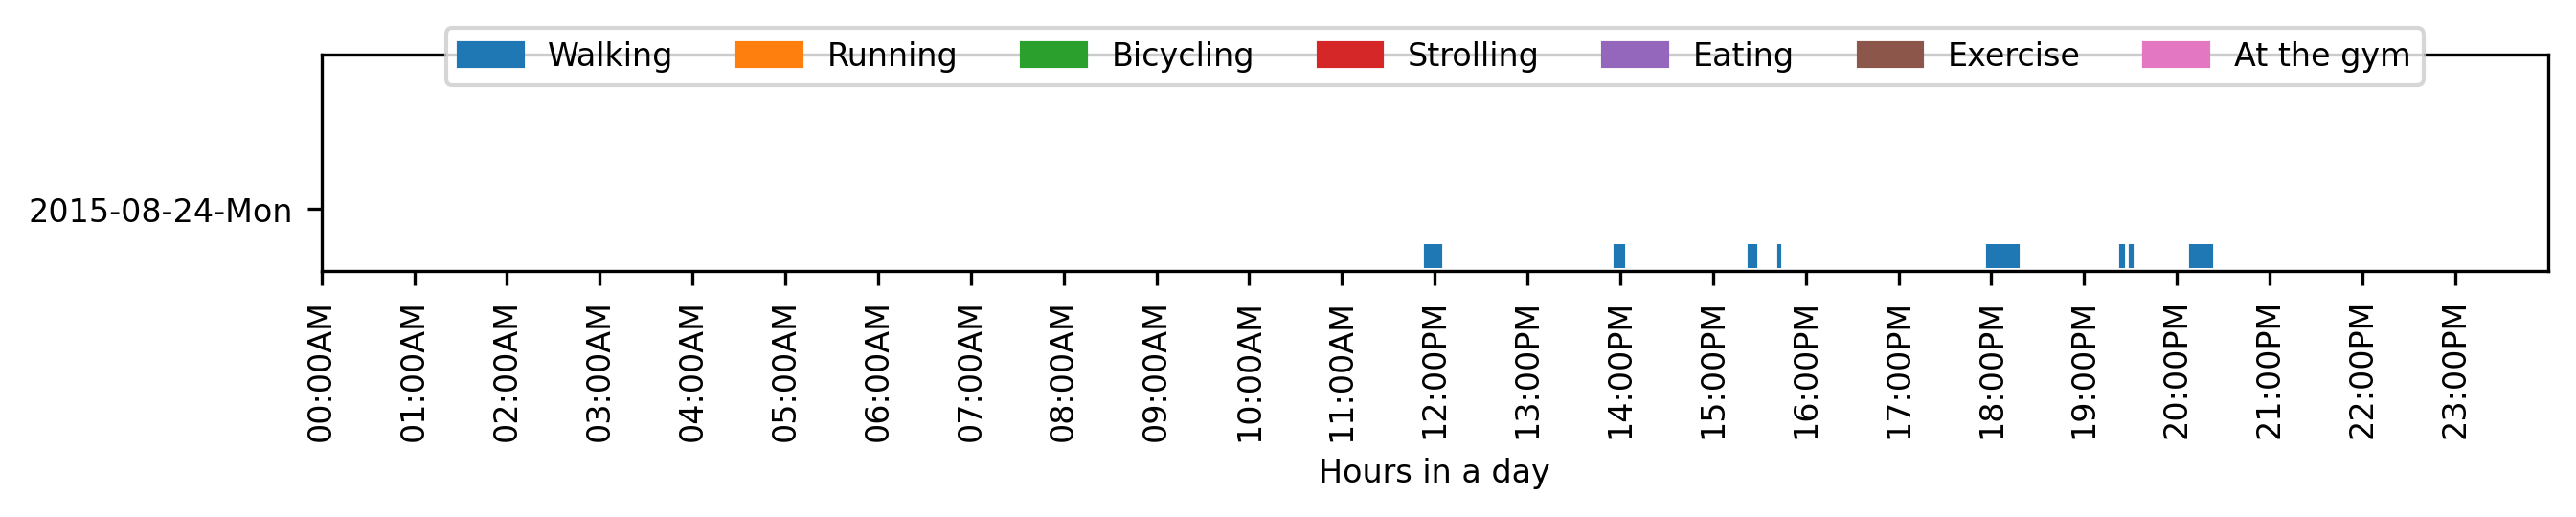 Walking Running Bicycling Strolling Eating Exercise At the gym
2015-08-24-Mon
00:00AM 01:00AM 02:00AM 03:00AM 04:00AM 05:00AM 06:00AM 07:00AM 08:00AM 09:00AM 10:00AM 11:00AM 12:00PM 13:00PM 14:00PM 15:00PM 16:00PM 17:00PM 18:00PM 19:00PM 20:00PM 21:00PM 22:00PM 23:00PM
Hours in a day